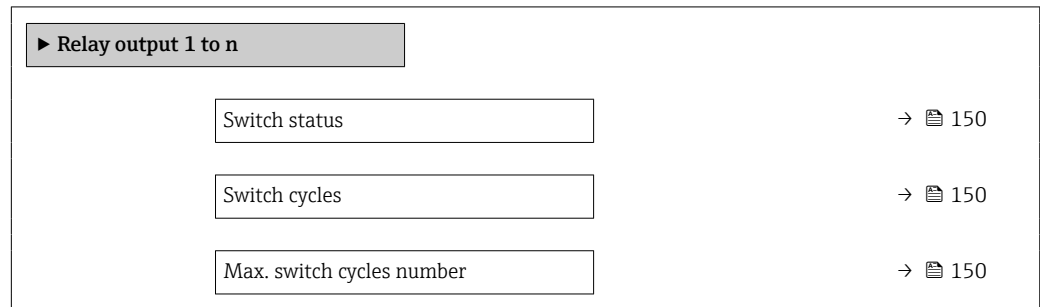 ▶ Relay output 1 to n
Switch status → 150
Switch cycles → 150
Max. switch cycles number → 150